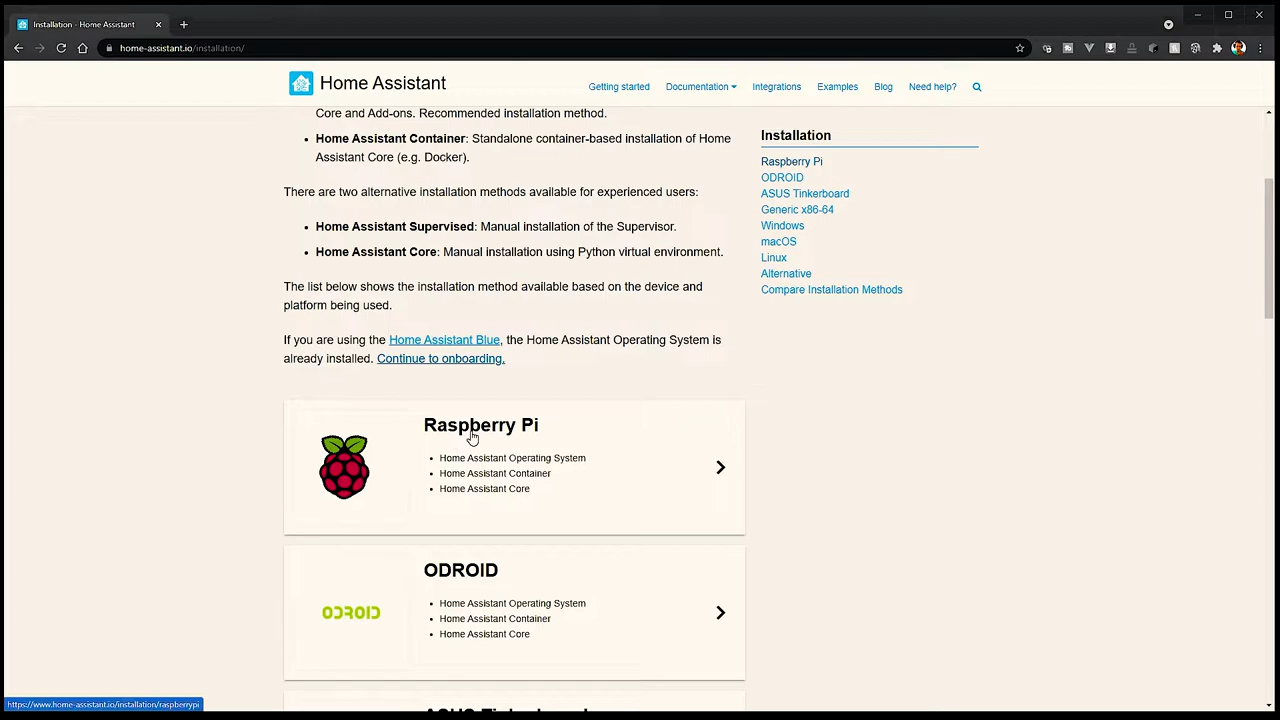 Installation - Home Assistant
home-assistant.io/installation/
Home Assistant
Getting started
Documentation
Integrations
Examples
Blog
Need help?
Core and Add-ons. Recommended installation method.
Home Assistant Container: Standalone container-based installation of Home
Assistant Core (e.g. Docker).
There are two alternative installation methods available for experienced users:
Home Assistant Supervised: Manual installation of the Supervisor.
Home Assistant Core: Manual installation using Python virtual environment.
The list below shows the installation method available based on the device and
platform being used.
If you are using the Home Assistant Blue, the Home Assistant Operating System is
already installed. Continue to onboarding.
Raspberry Pi
Home Assistant Operating System
Home Assistant Container
Home Assistant Core
ODROID
ODROID
Home Assistant Operating System
Home Assistant Container
Home Assistant Core
Installation
Raspberry Pi
ODROID
ASUS Tinkerboard
Generic x86-64
Windows
macOS
Linux
Alternative
Compare Installation Methods
https://www.home-assistant.io/installation/raspberrypi